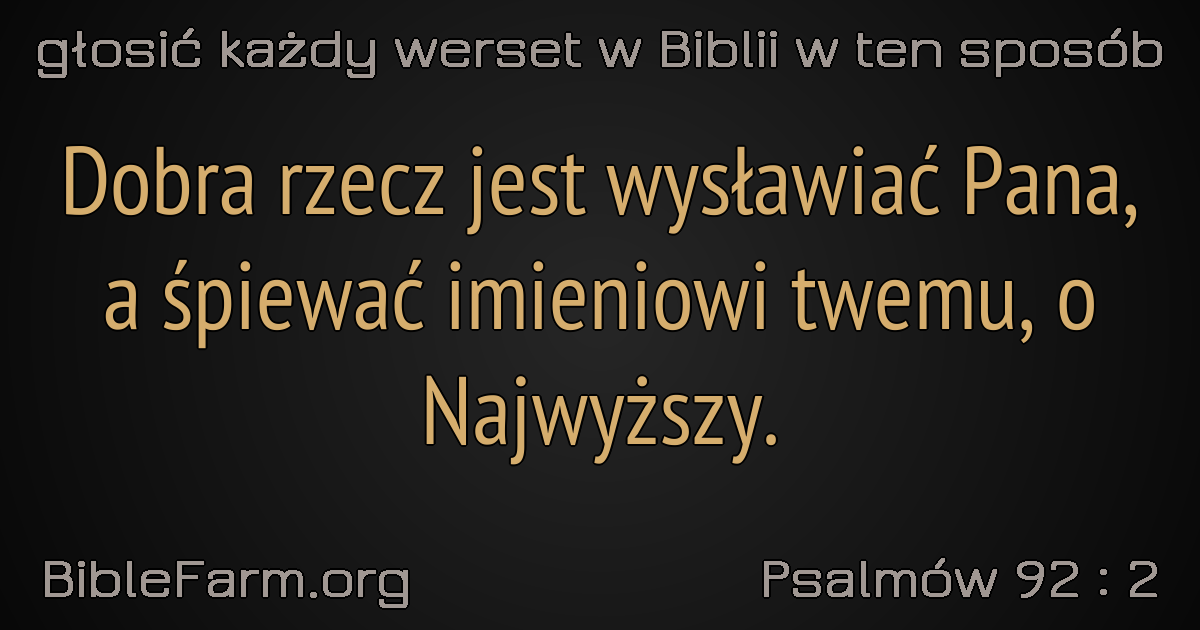 głosić każdy werset w Biblii w ten sposób
Dobra rzecz jest wysławiać Pana,
a śpiewać imieniowi twemu, o
Najwyższy.
BibleFarm.org
Psalmów 92 : 2